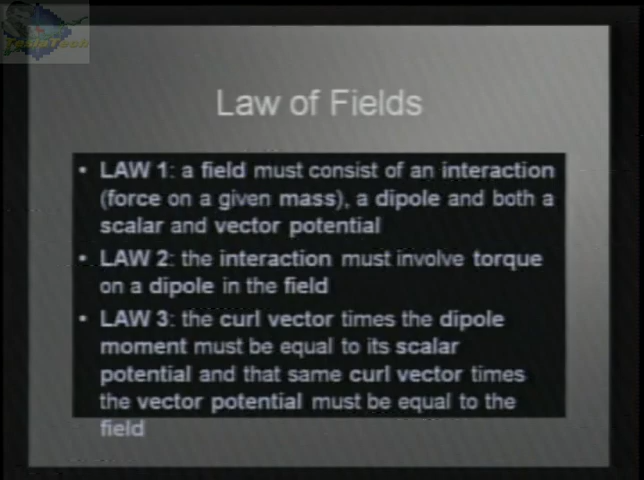 TeslaTech
Law of Fields
• LAW 1: a field must consist of an interaction
(force on a given mass), a dipole and both a
scalar and vector potential
• LAW 2: the interaction must involve torque
on a dipole in the field
• LAW 3: the curl vector times the dipole
moment must be equal to its scalar
potential and that same curl vector times
the vector potential must be equal to the
field